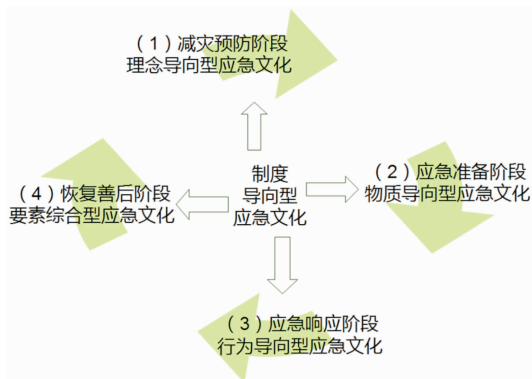 （1）减灾预防阶段
理念导向型应急文化
（2）应急准备阶段
物质导向型应急文化
制度
导向型
应急文化
（4）恢复善后阶段
要素综合型应急文化
（3）应急响应阶段
行为导向型应急文化